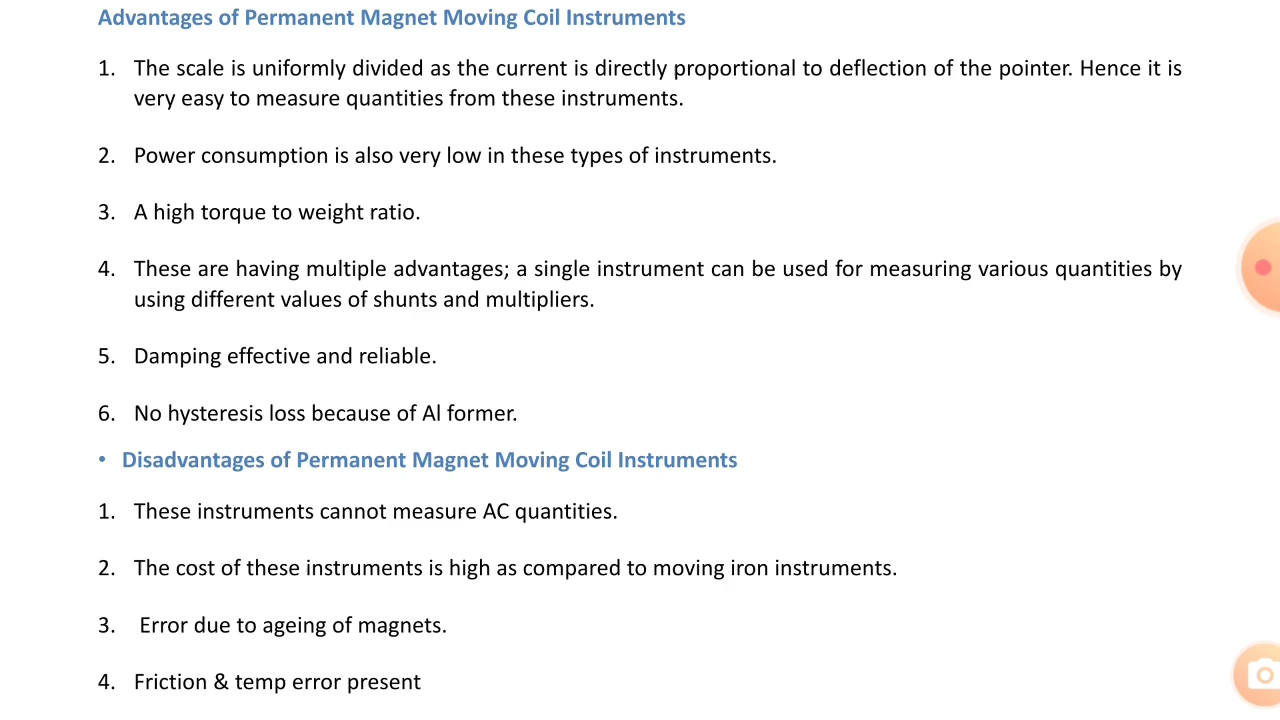 Advantages of Permanent Magnet Moving Coil Instruments
1. The scale is uniformly divided as the current is directly proportional to deflection of the pointer. Hence it is
very easy to measure quantities from these instruments.
2. Power consumption is also very low in these types of instruments.
3. A high torque to weight ratio.
4. These are having multiple advantages; a single instrument can be used for measuring various quantities by
using different values of shunts and multipliers.
5. Damping effective and reliable.
6. No hysteresis loss because of Al former.
• Disadvantages of Permanent Magnet Moving Coil Instruments
1. These instruments cannot measure AC quantities.
2. The cost of these instruments is high as compared to moving iron instruments.
3. Error due to ageing of magnets.
4. Friction & temp error present